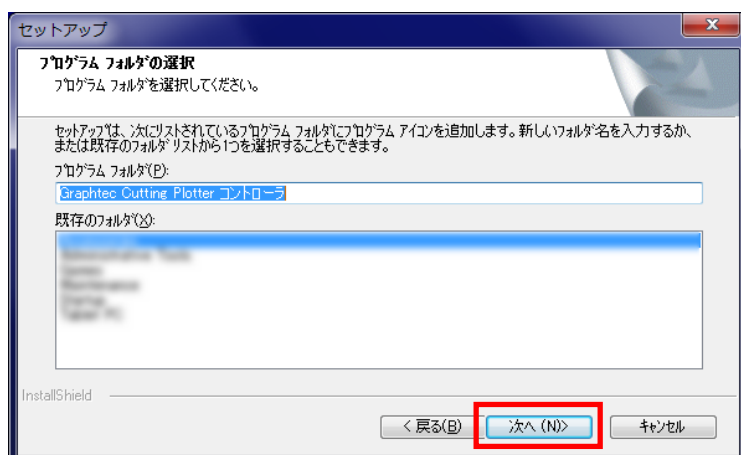 セットアップ
プログラム フォルダの選択
プログラム フォルダを選択してください。
セットアップは、次にリストされているプログラム フォルダにプログラム アイコンを追加します。新しいフォルダ名を入力するか、
または既存のフォルダ リストから1つを選択することもできます。
プログラム フォルダ(P):
Graphtec Cutting Plotter コントローラ
既存のフォルダ(X):
Administrative Tools
Games
Maintenance
Startup
Tablet PC
InstallShield
< 戻る(B)
次へ (N)>
キャンセル